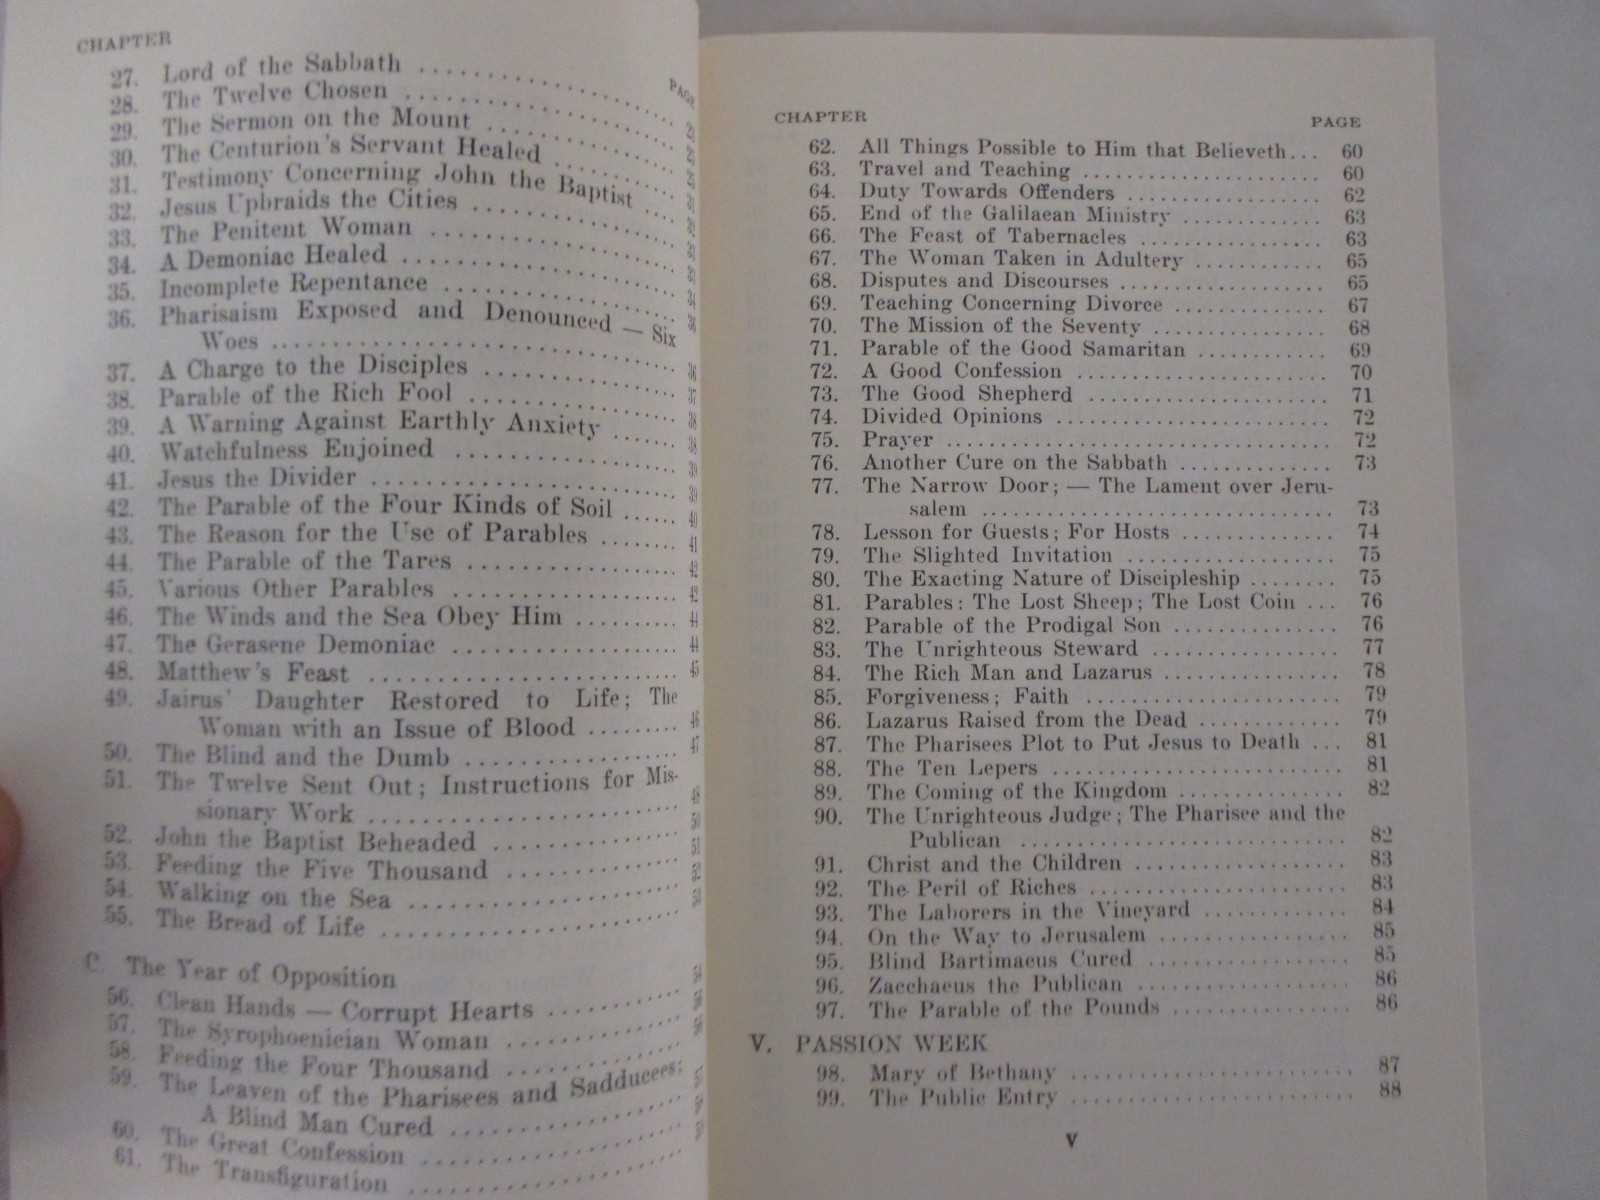 CHAPTER
PAGE
27. Lord of the Sabbath
28. The Twelve Chosen
29. The Sermon on the Mount
30. The Centurion's Servant Healed
31. Testimony Concerning John the Baptist
32. Jesus Upbraids the Cities
33. The Penitent Woman
34. A Demoniac Healed
35. Incomplete Repentance
36. Pharisaism Exposed and Denounced — Six
Woes
37. A Charge to the Disciples
38. Parable of the Rich Fool
39. A Warning Against Earthly Anxiety
40. Watchfulness Enjoined
41. Jesus the Divider
42. The Parable of the Four Kinds of Soil
43. The Reason for the Use of Parables
44. The Parable of the Tares
45. Various Other Parables
46. The Winds and the Sea Obey Him
47. The Gerasene Demoniac
48. Matthew's Feast
49. Jairus' Daughter Restored to Life; The
Woman with an Issue of Blood
50. The Blind and the Dumb
51. The Twelve Sent Out; Instructions for Mis-
sionary Work
52. John the Baptist Beheaded
53. Feeding the Five Thousand
54. Walking on the Sea
55. The Bread of Life
C. The Year of Opposition
56. Clean Hands — Corrupt Hearts
57. The Syrophoenician Woman
58. Feeding the Four Thousand
59. The Leaven of the Pharisees and Sadducees;
A Blind Man Cured
60. The Great Confession
61. The Transfiguration
CHAPTER PAGE
62. All Things Possible to Him that Believeth... 60
63. Travel and Teaching 60
64. Duty Towards Offenders 62
65. End of the Galilaean Ministry 63
66. The Feast of Tabernacles 63
67. The Woman Taken in Adultery 65
68. Disputes and Discourses 65
69. Teaching Concerning Divorce 67
70. The Mission of the Seventy 68
71. Parable of the Good Samaritan 69
72. A Good Confession 70
73. The Good Shepherd 71
74. Divided Opinions 72
75. Prayer 72
76. Another Cure on the Sabbath 73
77. The Narrow Door; — The Lament over Jeru-
salem 73
78. Lesson for Guests; For Hosts 74
79. The Slighted Invitation 75
80. The Exacting Nature of Discipleship 75
81. Parables: The Lost Sheep; The Lost Coin ... 76
82. Parable of the Prodigal Son 76
83. The Unrighteous Steward 77
84. The Rich Man and Lazarus 78
85. Forgiveness; Faith 79
86. Lazarus Raised from the Dead 79
87. The Pharisees Plot to Put Jesus to Death ... 81
88. The Ten Lepers 81
89. The Coming of the Kingdom 82
90. The Unrighteous Judge; The Pharisee and the
Publican 82
91. Christ and the Children 83
92. The Peril of Riches 83
93. The Laborers in the Vineyard 84
94. On the Way to Jerusalem 85
95. Blind Bartimaeus Cured 85
96. Zacchaeus the Publican 86
97. The Parable of the Pounds 86
V. PASSION WEEK
98. Mary of Bethany 87
99. The Public Entry 88
V